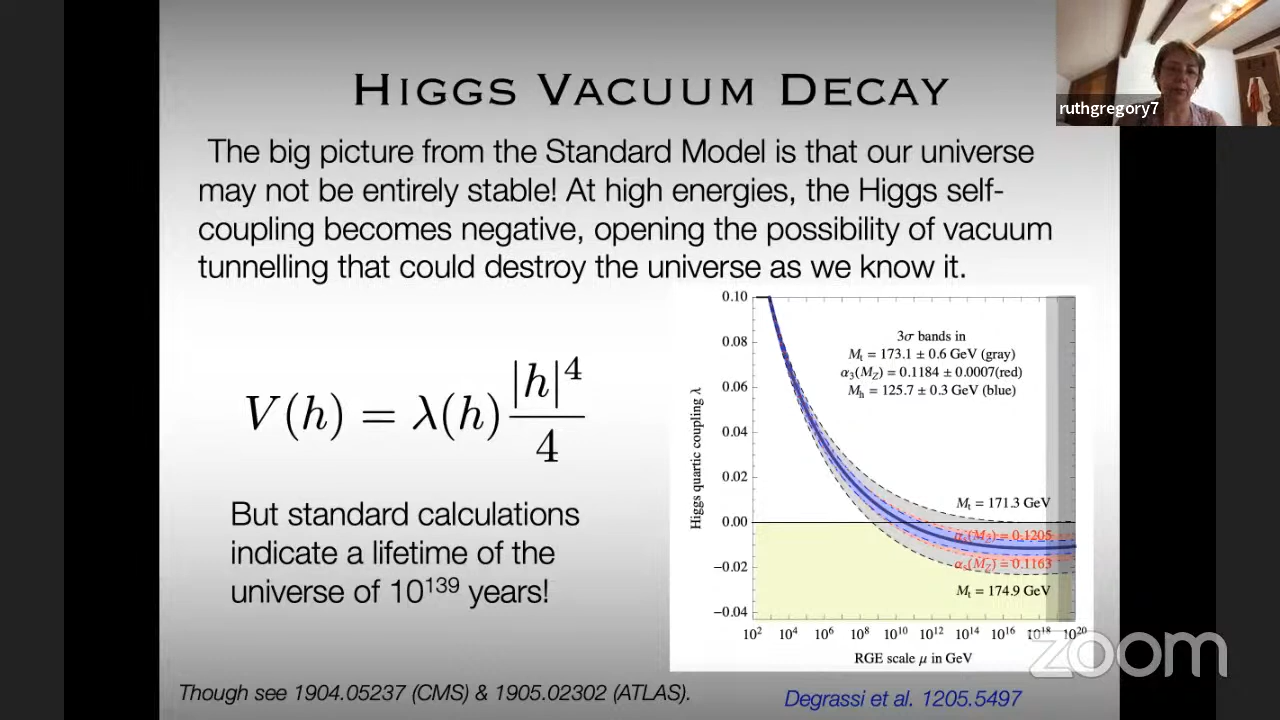 HIGGS VACUUM DECAY
ruthgregory7
The big picture from the Standard Model is that our universe
may not be entirely stable! At high energies, the Higgs self-
coupling becomes negative, opening the possibility of vacuum
tunnelling that could destroy the universe as we know it.
V(h) = λ(h) |h|⁴/4
But standard calculations
indicate a lifetime of the
universe of 10¹³⁹ years!
0.10
0.08
0.06
0.04
0.02
0.00
−0.02
−0.04
Higgs quartic coupling λ
3σ bands in
Mt = 173.1 ± 0.6 GeV (gray)
α3(MZ) = 0.1184 ± 0.0007(red)
Mh = 125.7 ± 0.3 GeV (blue)
Mt = 171.3 GeV
αs(MZ) = 0.1205
αs(MZ) = 0.1163
Mt = 174.9 GeV
10² 10⁴ 10⁶ 10⁸ 10¹⁰ 10¹² 10¹⁴ 10¹⁶ 10¹⁸ 10²⁰
RGE scale μ in GeV
zoom
Though see 1904.05237 (CMS) & 1905.02302 (ATLAS).
Degrassi et al. 1205.5497